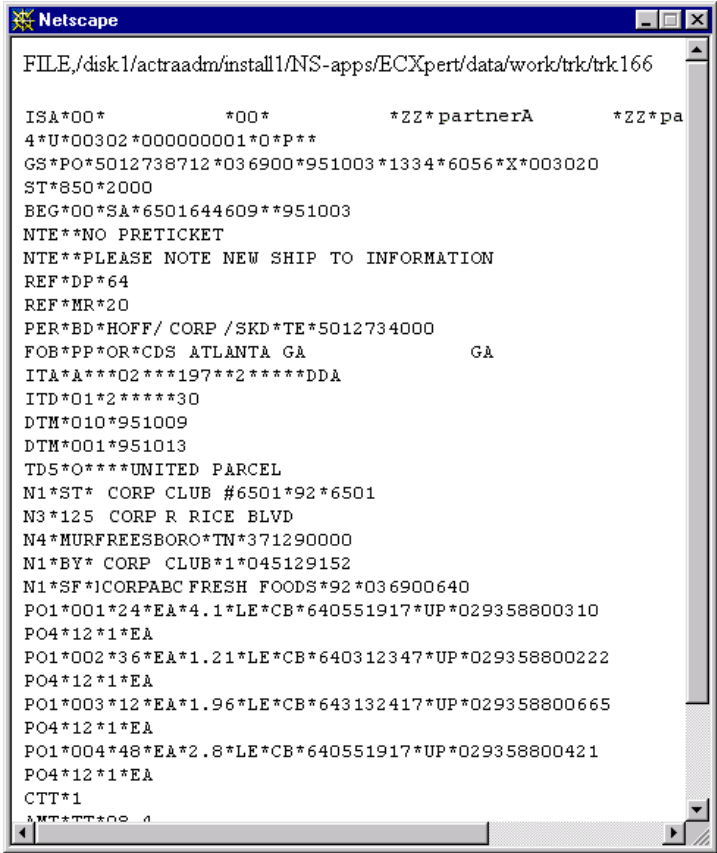 Netscape
FILE,/disk1/actraadm/install1/NS-apps/ECXpert/data/work/trk/trk166
ISA*00*          *00*          *ZZ*partnerA       *ZZ*pa
4*U*00302*000000001*0*P**
GS*PO*5012738712*036900*951003*1334*6056*X*003020
ST*850*2000
BEG*00*SA*6501644609**951003
NTE**NO PRETICKET
NTE**PLEASE NOTE NEW SHIP TO INFORMATION
REF*DP*64
REF*MR*20
PER*BD*HOFF/ CORP /SKD*TE*5012734000
FOB*PP*OR*CDS ATLANTA GA                 GA
ITA*A***02***197**2*****DDA
ITD*01*2*****30
DTM*010*951009
DTM*001*951013
TD5*O****UNITED PARCEL
N1*ST* CORP CLUB #6501*92*6501
N3*125 CORP R RICE BLVD
N4*MURFREESBORO*TN*371290000
N1*BY* CORP CLUB*1*045129152
N1*SF*ICORPABC FRESH FOODS*92*036900640
PO1*001*24*EA*4.1*LE*CB*640551917*UP*029358800310
PO4*12*1*EA
PO1*002*36*EA*1.21*LE*CB*640312347*UP*029358800222
PO4*12*1*EA
PO1*003*12*EA*1.96*LE*CB*643132417*UP*029358800665
PO4*12*1*EA
PO1*004*48*EA*2.8*LE*CB*640551917*UP*029358800421
PO4*12*1*EA
CTT*1